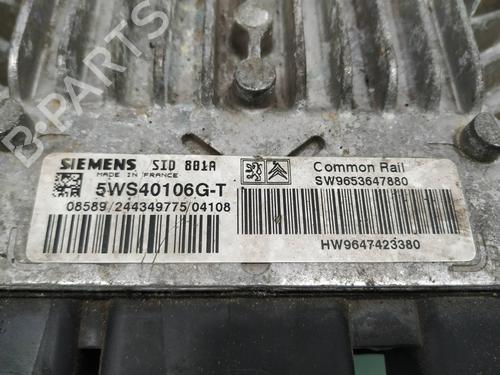 B-PARTS
SIEMENS SID 801A
MADE IN FRANCE
5WS40106G-T
08589/244349775/04108
Common Rail
SW9653647880
HW9647423380